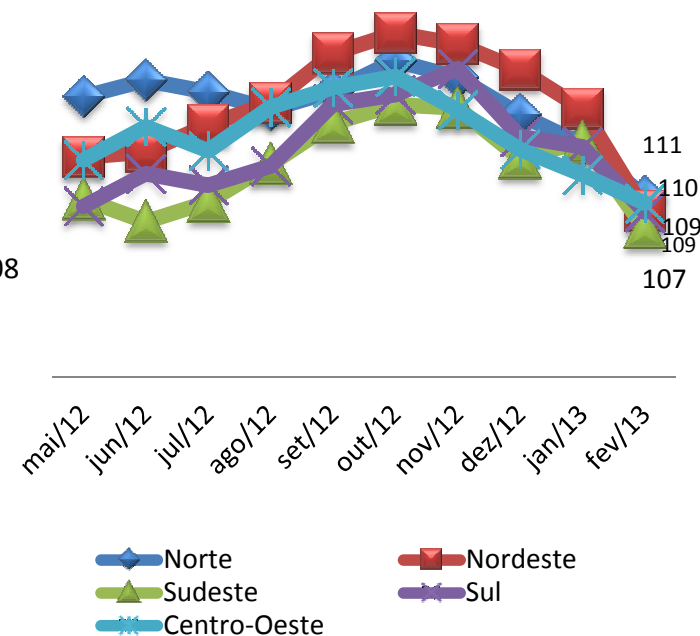 111
110
109
109
08
107
mai/12 jun/12 jul/12 ago/12 set/12 out/12 nov/12 dez/12 jan/13 fev/13
Norte Nordeste
Sudeste Sul
Centro-Oeste